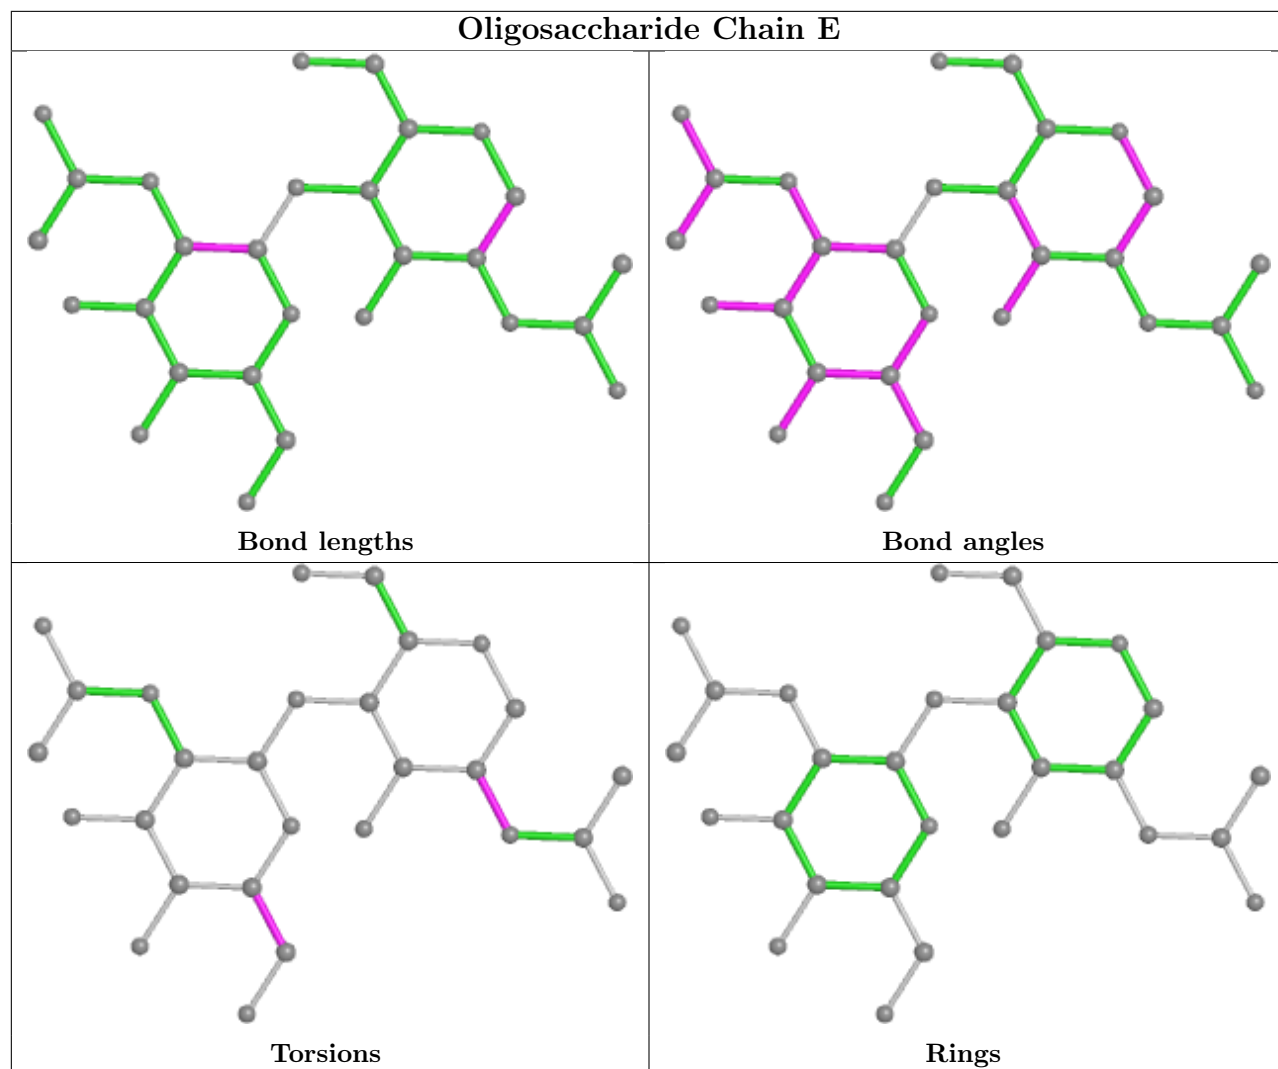 Oligosaccharide Chain E
Bond lengths
Bond angles
Torsions
Rings